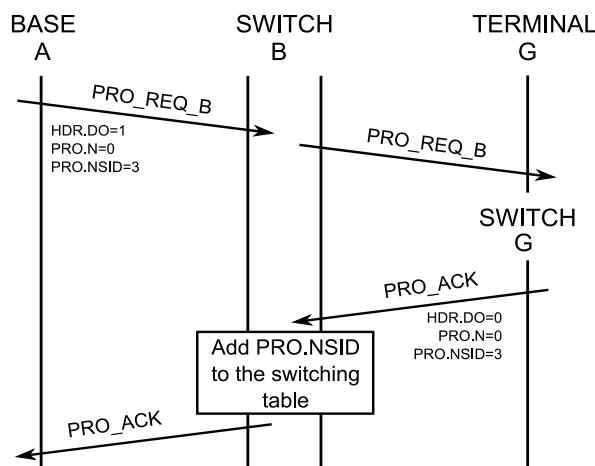 BASE
A
SWITCH
B
TERMINAL
G
PRO_REQ_B
HDR.DO=1
PRO.N=0
PRO.NSID=3
PRO_REQ_B
SWITCH
G
PRO_ACK
HDR.DO=0
PRO.N=0
PRO.NSID=3
Add PRO.NSID
to the switching
table
PRO_ACK